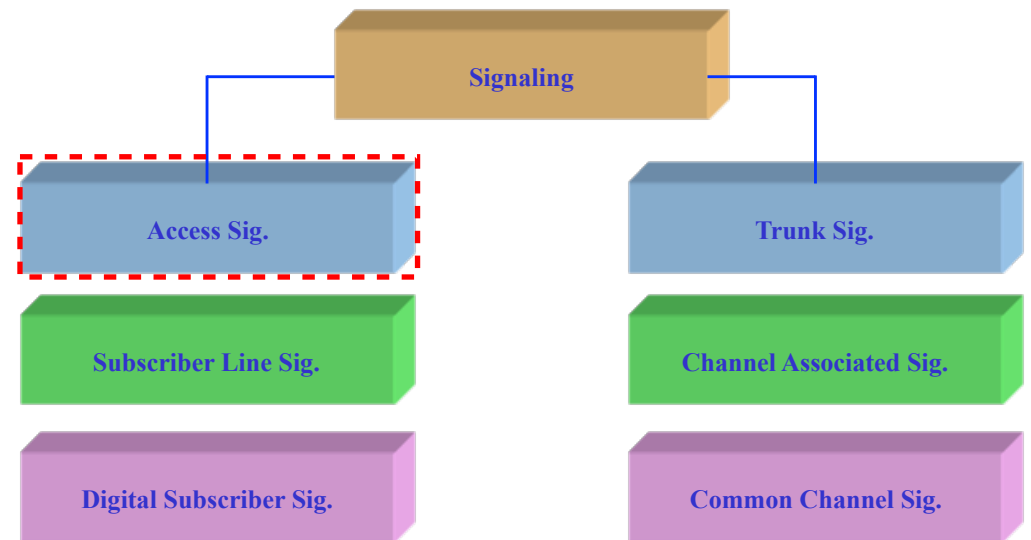 Signaling
Access Sig.
Trunk Sig.
Subscriber Line Sig.
Channel Associated Sig.
Digital Subscriber Sig.
Common Channel Sig.